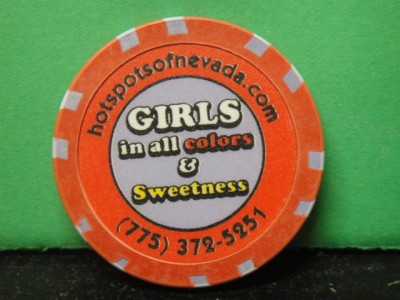 hotspotsofnevada.com
GIRLS
in all colors
&
Sweetness
(775) 372-5251